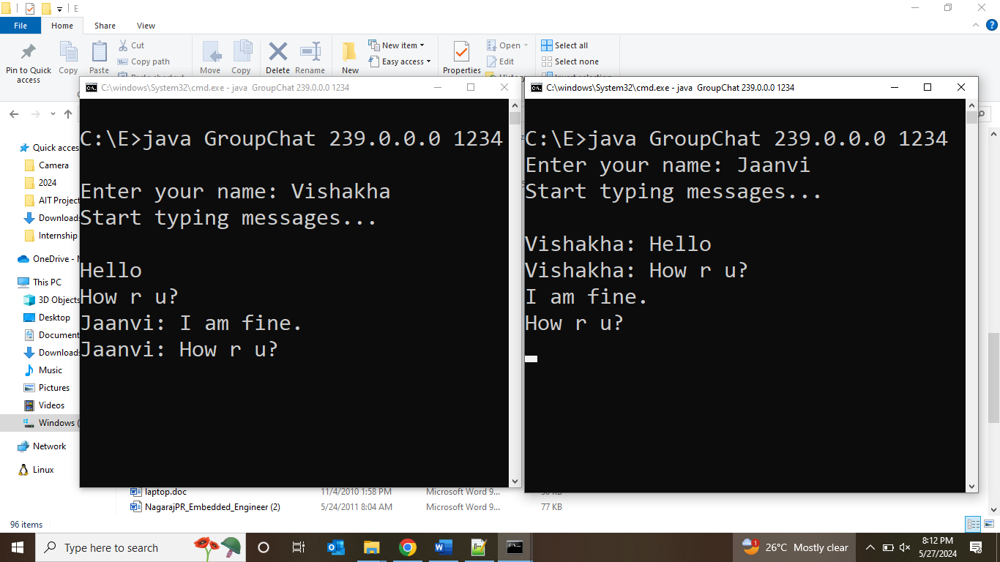 E
File Home Share View
Pin to Quick access
Copy
Paste
Cut
Copy path
Paste shortcut
Move
Copy
Delete
Rename
New
New item
Easy access
Properties
Open
Edit
Select all
Select none
C:\windows\System32\cmd.exe - java GroupChat 239.0.0.0 1234
C:\E>java GroupChat 239.0.0.0 1234
Enter your name: Vishakha
Start typing messages...
Hello
How r u?
Jaanvi: I am fine.
Jaanvi: How r u?
C:\windows\System32\cmd.exe - java GroupChat 239.0.0.0 1234
C:\E>java GroupChat 239.0.0.0 1234
Enter your name: Jaanvi
Start typing messages...
Vishakha: Hello
Vishakha: How r u?
I am fine.
How r u?
Quick acces
Camera
2024
AIT Project
Downloads
Internship
OneDrive -
This PC
3D Objects
Desktop
Document
Downloads
Music
Pictures
Videos
Windows (
Network
Linux
laptop.doc 11/4/2010 1:58 PM Microsoft Word 9...
NagarajPR_Embedded_Engineer (2) 5/24/2011 8:04 AM Microsoft Word 9... 77 KB
96 items
Type here to search
1
26°C Mostly clear
8:12 PM
5/27/2024